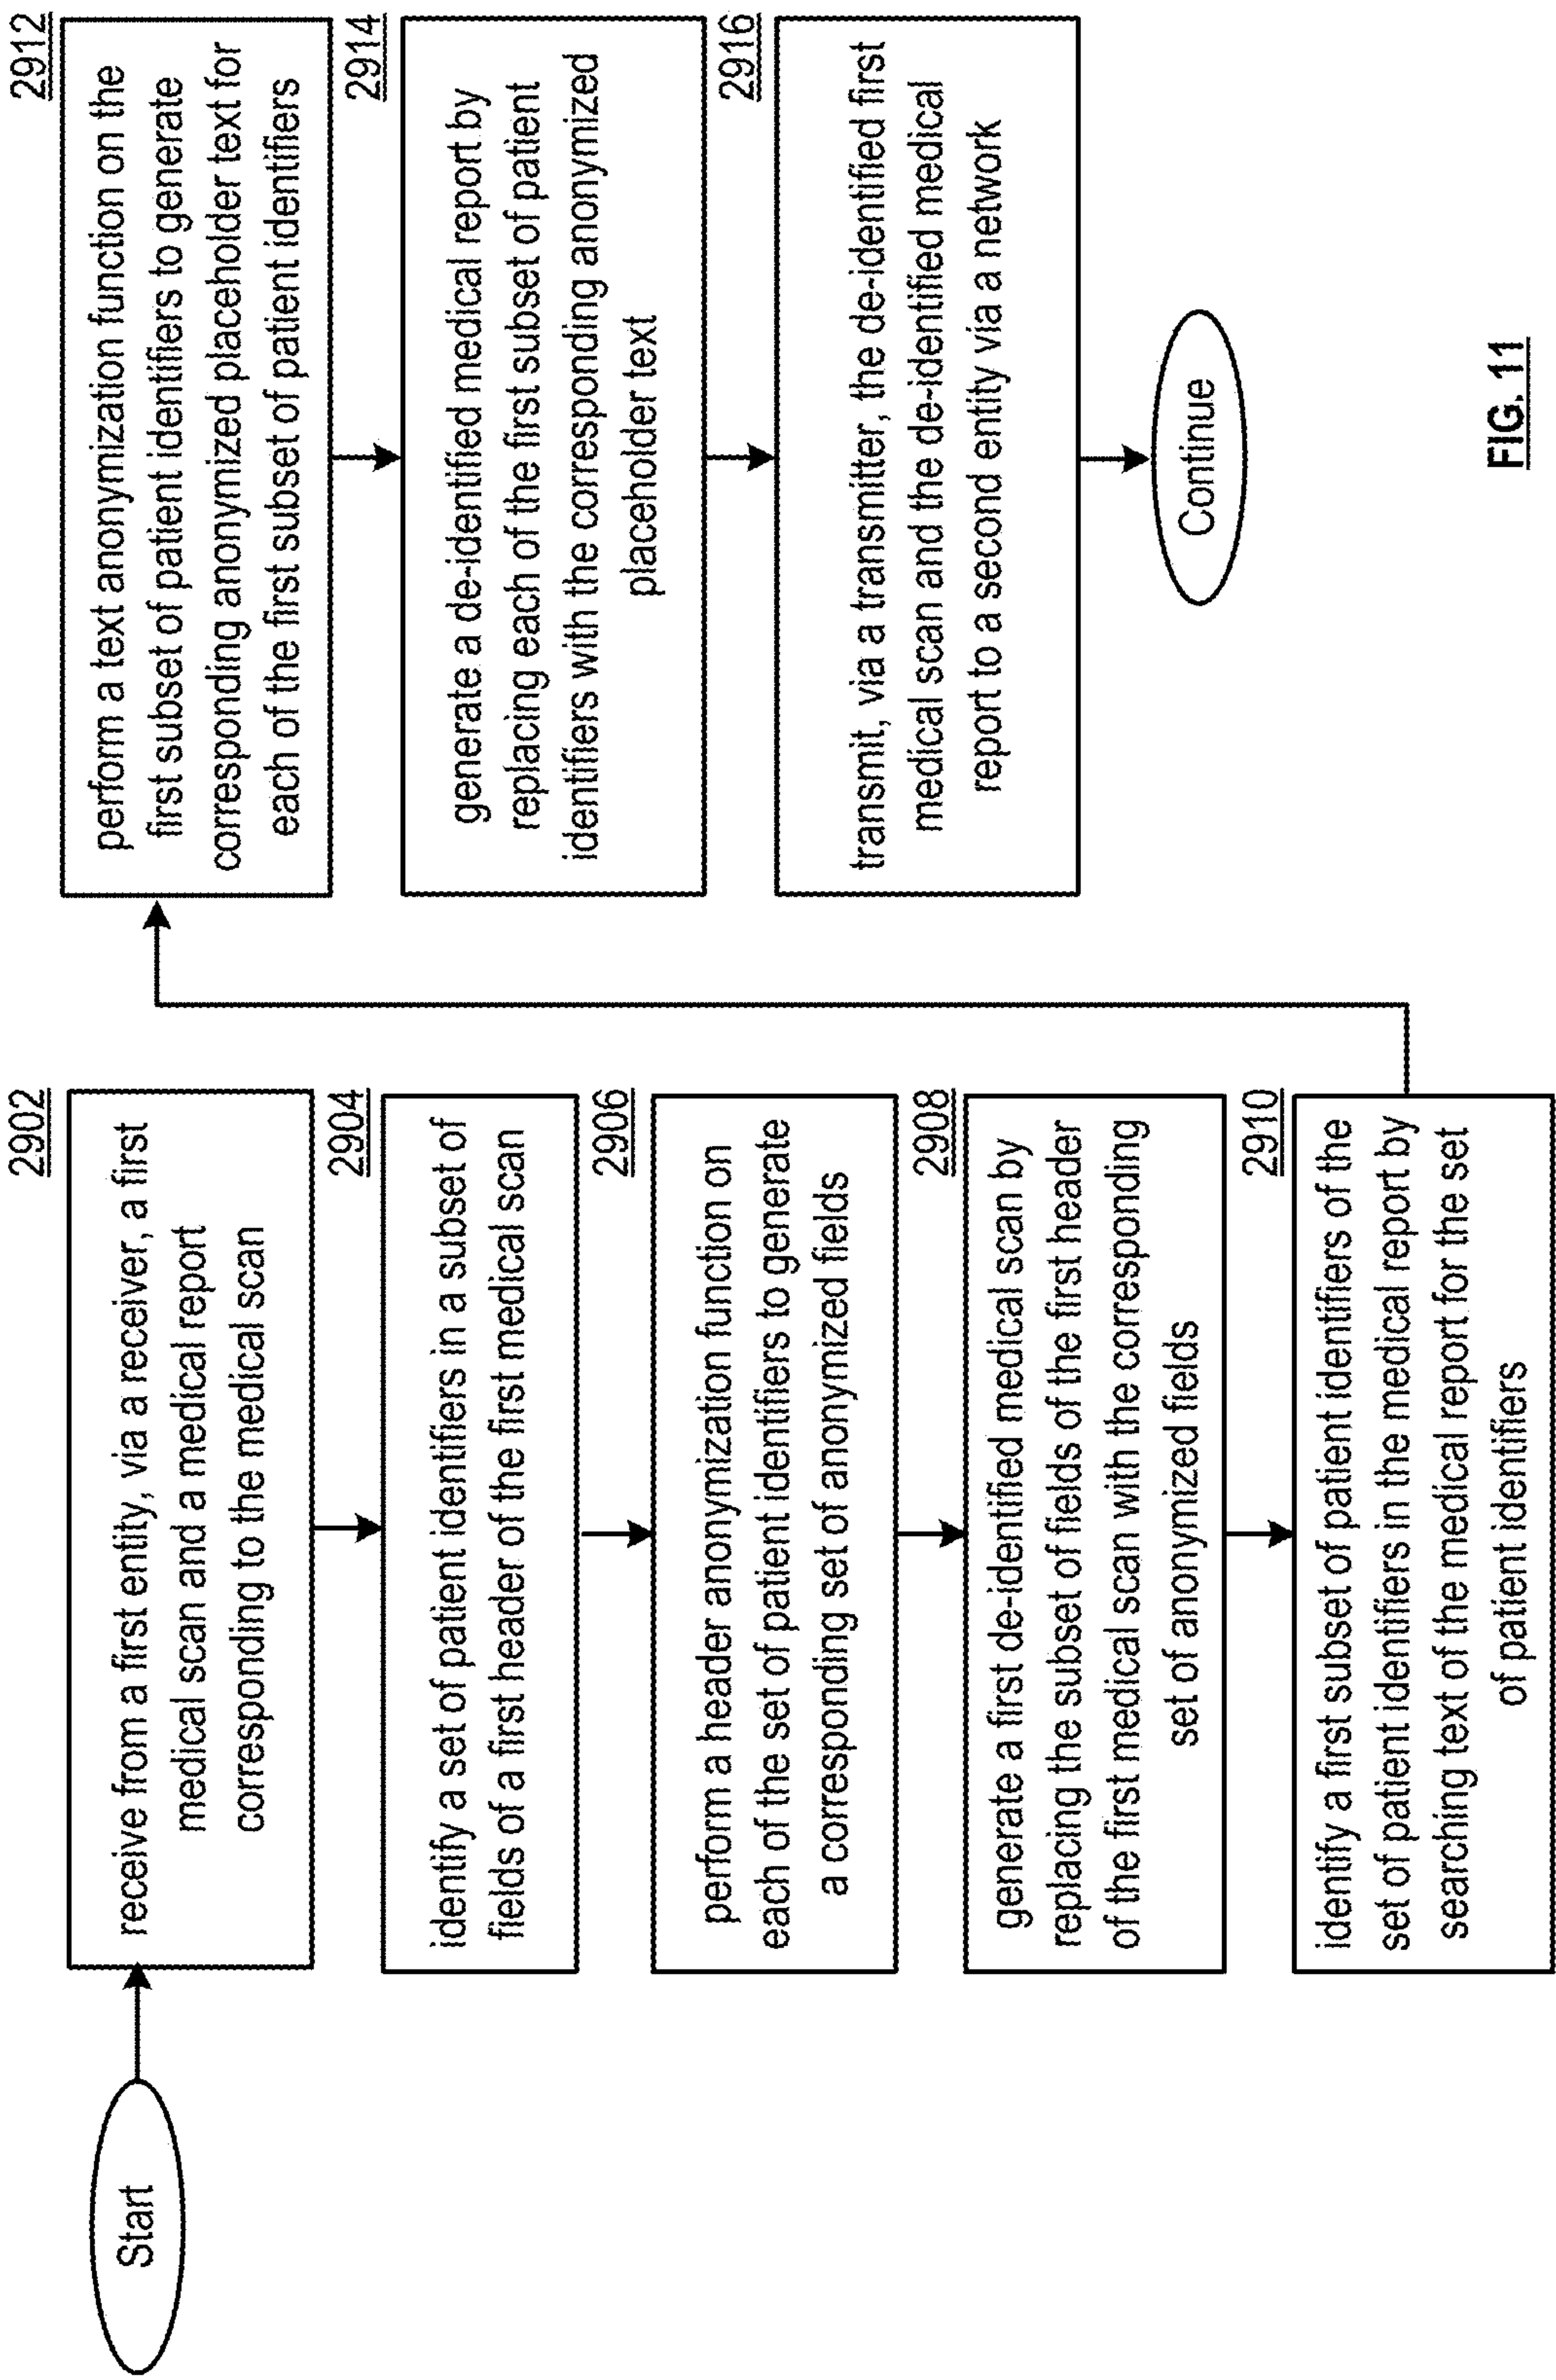 Start
2902
receive from a first entity, via a receiver, a first
medical scan and a medical report
corresponding to the medical scan
2904
identify a set of patient identifiers in a subset of
fields of a first header of the first medical scan
2906
perform a header anonymization function on
each of the set of patient identifiers to generate
a corresponding set of anonymized fields
2908
generate a first de-identified medical scan by
replacing the subset of fields of the first header
of the first medical scan with the corresponding
set of anonymized fields
2910
identify a first subset of patient identifiers of the
set of patient identifiers in the medical report by
searching text of the medical report for the set
of patient identifiers
2912
perform a text anonymization function on the
first subset of patient identifiers to generate
corresponding anonymized placeholder text for
each of the first subset of patient identifiers
2914
generate a de-identified medical report by
replacing each of the first subset of patient
identifiers with the corresponding anonymized
placeholder text
2916
transmit, via a transmitter, the de-identified first
medical scan and the de-identified medical
report to a second entity via a network
Continue
FIG. 11